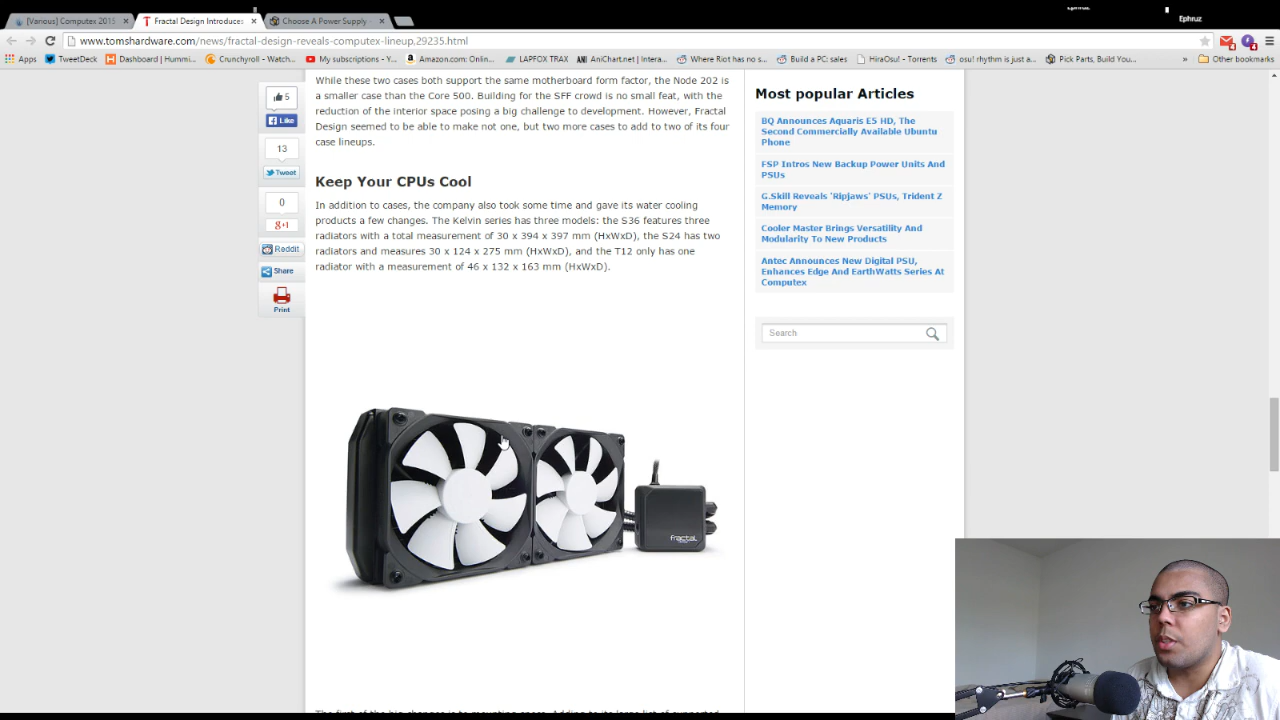 Ephruz
Ephruz
[Various] Computex 2015
Fractal Design Introduces
Choose A Power Supply
www.tomshardware.com/news/fractal-design-reveals-computex-lineup,29235.html
Apps TweetDeck Dashboard | Hummi... Crunchyroll - Watch... My subscriptions - Y... Amazon.com: Onlin... LAPFOX TRAX AniChart.net | Intera... Where Riot has no s... Build a PC: sales HiraOsu! - Torrents osu! rhythm is just a... Pick Parts, Build You... » Other bookmarks
5
Like
13
Tweet
0
g+1
Reddit
Share
Print
While these two cases both support the same motherboard form factor, the Node 202 is
a smaller case than the Core 500. Building for the SFF crowd is no small feat, with the
reduction of the interior space posing a big challenge to development. However, Fractal
Design seemed to be able to make not one, but two more cases to add to two of its four
case lineups.
Keep Your CPUs Cool
In addition to cases, the company also took some time and gave its water cooling
products a few changes. The Kelvin series has three models: the S36 features three
radiators with a total measurement of 30 x 394 x 397 mm (HxWxD), the S24 has two
radiators and measures 30 x 124 x 275 mm (HxWxD), and the T12 only has one
radiator with a measurement of 46 x 132 x 163 mm (HxWxD).
fractal
Most popular Articles
BQ Announces Aquaris E5 HD, The
Second Commercially Available Ubuntu
Phone
FSP Intros New Backup Power Units And
PSUs
G.Skill Reveals 'Ripjaws' PSUs, Trident Z
Memory
Cooler Master Brings Versatility And
Modularity To New Products
Antec Announces New Digital PSU,
Enhances Edge And EarthWatts Series At
Computex
Search